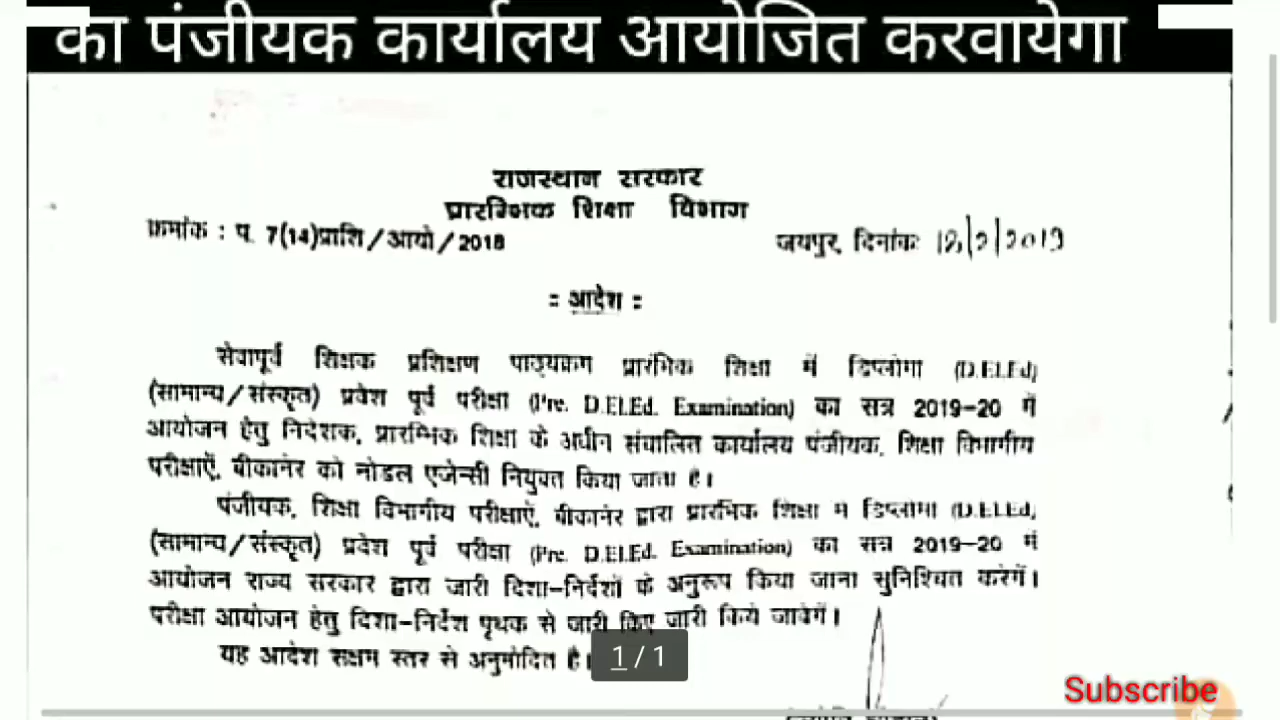 का पंजीयक कार्यालय आयोजित करवायेगा
राजस्थान सरकार
प्रारम्भिक शिक्षा विभाग
क्रमांक : प. 7(14)प्राशि/आयो/2018
जयपुर, दिनांकः
= आदेश =
सेवापूर्व शिक्षक प्रशिक्षण पाठ्यक्रम प्रारंभिक शिक्षा में डिप्लोमा (D.El.Ed)
(सामान्य/संस्कृत) प्रवेश पूर्व परीक्षा (Pre. D.El.Ed. Examination) का सत्र 2019-20 में
आयोजन हेतु निदेशक, प्रारम्भिक शिक्षा के अधीन संचालित कार्यालय पंजीयक, शिक्षा विभागीय
परीक्षाऐं, बीकानेर को नोडल एजेन्सी नियुक्त किया जाता है।
पंजीयक, शिक्षा विभागीय परीक्षाऐं, बीकानेर द्वारा प्रारंभिक शिक्षा में डिप्लोमा (D.El.Ed.
(सामान्य/संस्कृत) प्रवेश पूर्व परीक्षा (Pre. D.El.Ed. Examination) का सत्र 2019-20 में
आयोजन राज्य सरकार द्वारा जारी दिशा-निर्देशों के अनुरूप किया जाना सुनिश्चित करेगें।
परीक्षा आयोजन हेतु दिशा-निर्देश पृथक से जारी किए जारी किये जावेगें।
यह आदेश सक्षम स्तर से अनुमोदित है।
1/1
Subscribe